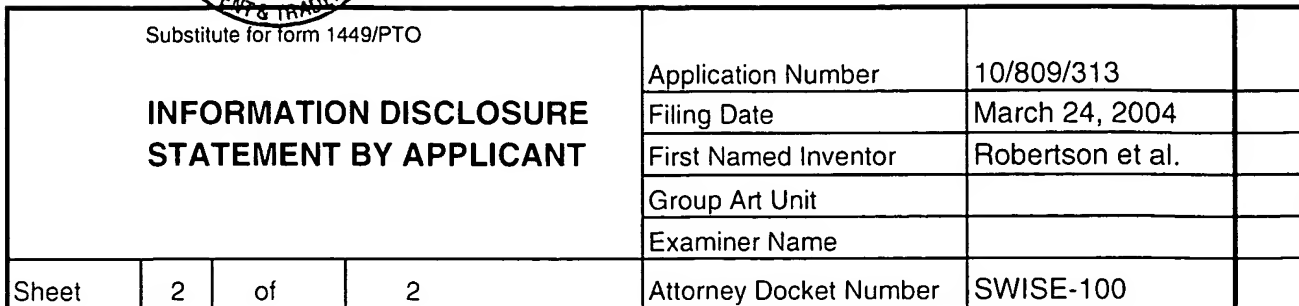 ENT & TRAD
Substitute for form 1449/PTO
INFORMATION DISCLOSURE
STATEMENT BY APPLICANT
Application Number 10/809/313
Filing Date March 24, 2004
First Named Inventor Robertson et al.
Group Art Unit
Examiner Name
Sheet 2 of 2 Attorney Docket Number SWISE-100